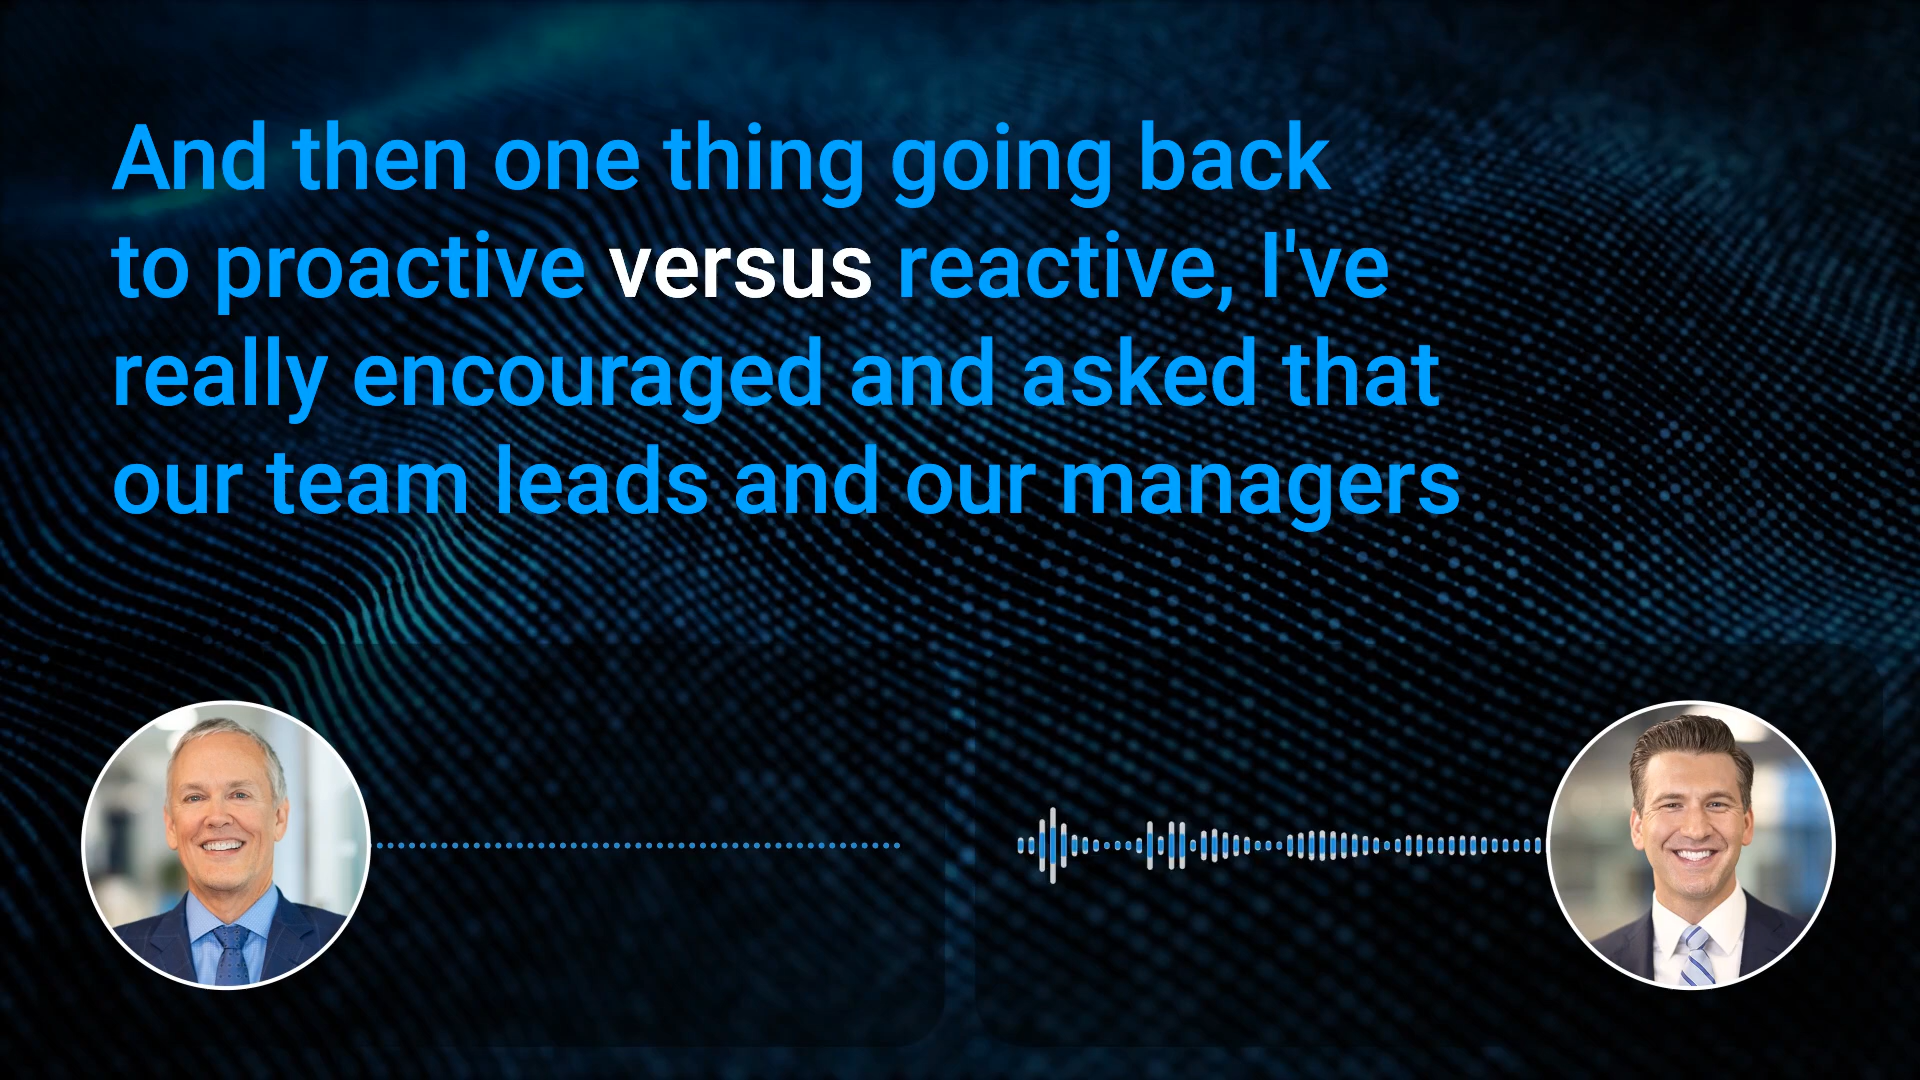 And then one thing going back
to proactive versus reactive, I've
really encouraged and asked that
our team leads and our managers